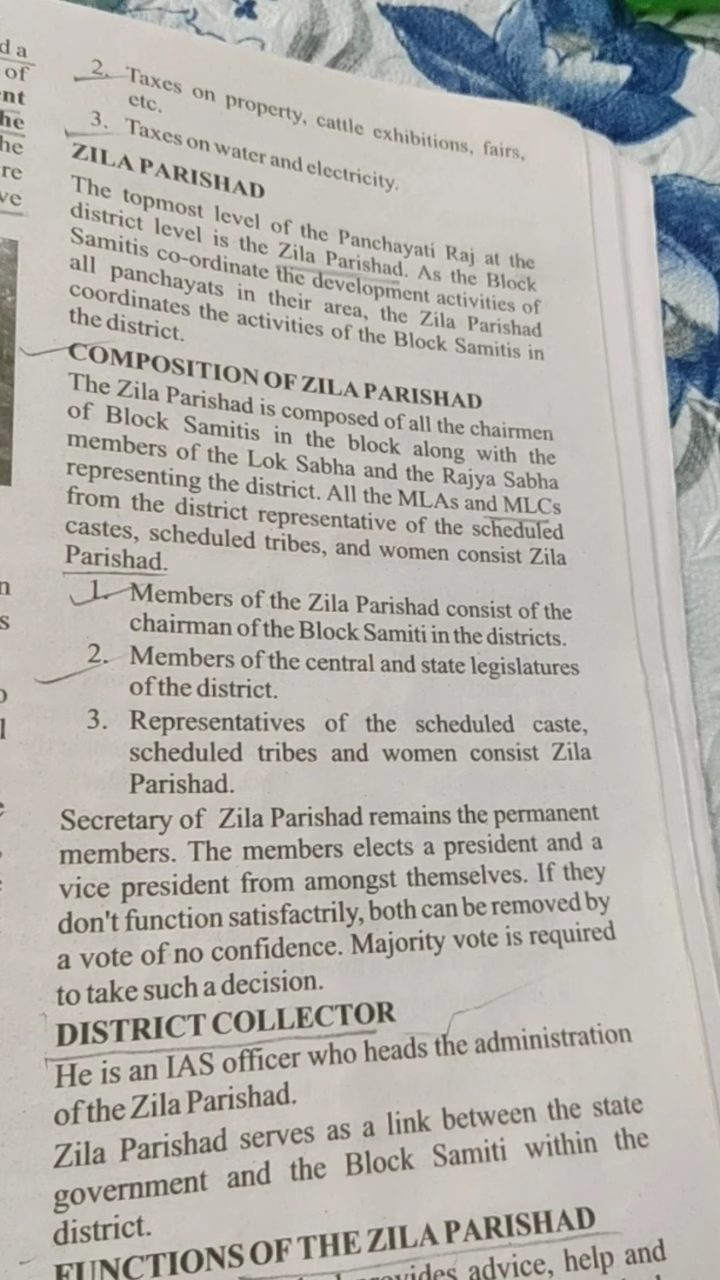 d a
of
nt
he
he
re
ve
2. Taxes on property, cattle exhibitions, fairs,
etc.
3. Taxes on water and electricity.
ZILA PARISHAD
The topmost level of the Panchayati Raj at the
district level is the Zila Parishad. As the Block
Samitis co-ordinate the development activities of
all panchayats in their area, the Zila Parishad
coordinates the activities of the Block Samitis in
the district.
COMPOSITION OF ZILA PARISHAD
The Zila Parishad is composed of all the chairmen
of Block Samitis in the block along with the
members of the Lok Sabha and the Rajya Sabha
representing the district. All the MLAs and MLCs
from the district representative of the scheduled
castes, scheduled tribes, and women consist Zila
Parishad.
1. Members of the Zila Parishad consist of the
chairman of the Block Samiti in the districts.
2. Members of the central and state legislatures
of the district.
3. Representatives of the scheduled caste,
scheduled tribes and women consist Zila
Parishad.
Secretary of Zila Parishad remains the permanent
members. The members elects a president and a
vice president from amongst themselves. If they
don't function satisfactrily, both can be removed by
a vote of no confidence. Majority vote is required
to take such a decision.
DISTRICT COLLECTOR
He is an IAS officer who heads the administration
of the Zila Parishad.
Zila Parishad serves as a link between the state
government and the Block Samiti within the
district.
FUNCTIONS OF THE ZILA PARISHAD
advice, help and